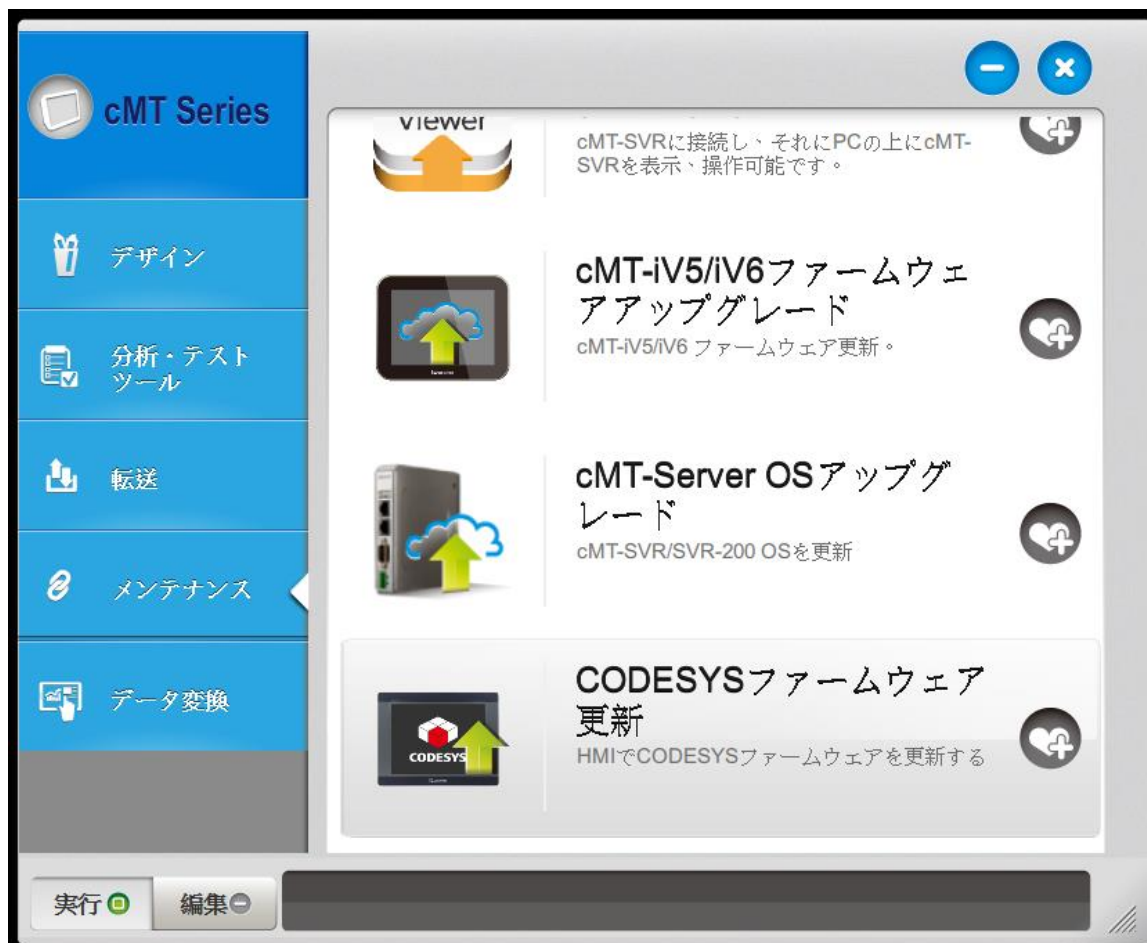 cMT Series
デザイン
分析・テスト
ツール
転送
メンテナンス
データ変換
viewer
cMT-SVRに接続し、それにPCの上にcMT-
SVRを表示、操作可能です。
cMT-iV5/iV6ファームウェ
アアップグレード
cMT-iV5/iV6 ファームウェア更新。
cMT-Server OSアップグ
レード
cMT-SVR/SVR-200 OSを更新
CODESYS
CODESYSファームウェア
更新
HMIでCODESYSファームウェアを更新する
実行
編集